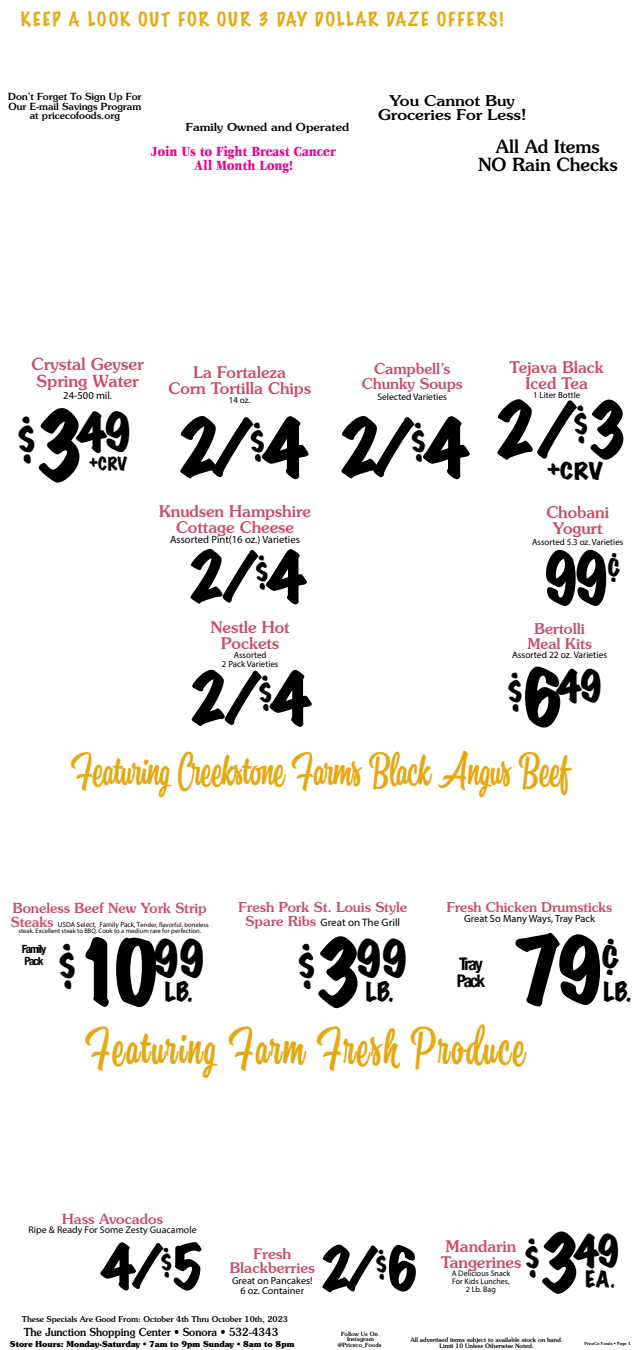 KEEP A LOOK OUT FOR OUR 3 DAY DOLLAR DAZE OFFERS!
Don't Forget To Sign Up For
Our E-mail Savings Program
at pricecofoods.org
You Cannot Buy
Groceries For Less!
Family Owned and Operated
Join Us to Fight Breast Cancer
All Month Long!
All Ad Items
NO Rain Checks
Crystal Geyser
Spring Water
24-500 mil.
$349
+CRV
La Fortaleza
Corn Tortilla Chips
14 oz.
2/$4
Campbell's
Chunky Soups
Selected Varieties
2/$4
Tejava Black
Iced Tea
1 Liter Bottle
2/$3
+CRV
Knudsen Hampshire
Cottage Cheese
Assorted Pint(16 oz.) Varieties
2/$4
Chobani
Yogurt
Assorted 5.3 oz. Varieties
99¢
Nestle Hot
Pockets
Assorted
2 Pack Varieties
2/$4
Bertolli
Meal Kits
Assorted 22 oz. Varieties
$649
Featuring Creekstone Farms Black Angus Beef
Boneless Beef New York Strip
Steaks USDA Select, Family Pack, Tender, flavorful, boneless
steak. Excellent steak to BBQ. Cook to a medium rare for perfection.
Family
Pack
$1099
LB.
Fresh Pork St. Louis Style
Spare Ribs Great on The Grill
$399
LB.
Fresh Chicken Drumsticks
Great So Many Ways, Tray Pack
Tray
Pack
79¢
LB.
Featuring Farm Fresh Produce
Hass Avocados
Ripe & Ready For Some Zesty Guacamole
4/$5
Fresh
Blackberries
Great on Pancakes!
6 oz. Container
2/$6
Mandarin
Tangerines
A Delicious Snack
For Kids Lunches,
2 Lb. Bag
$349
EA.
These Specials Are Good From: October 4th Thru October 10th, 2023
The Junction Shopping Center • Sonora • 532-4343
Store Hours: Monday-Saturday • 7am to 9pm Sunday • 8am to 8pm
Follow Us On
Instagram
@Priceco_Foods
All advertised items subject to available stock on hand.
Limit 10 Unless Otherwise Noted.
PriceCo Foods • Page 1